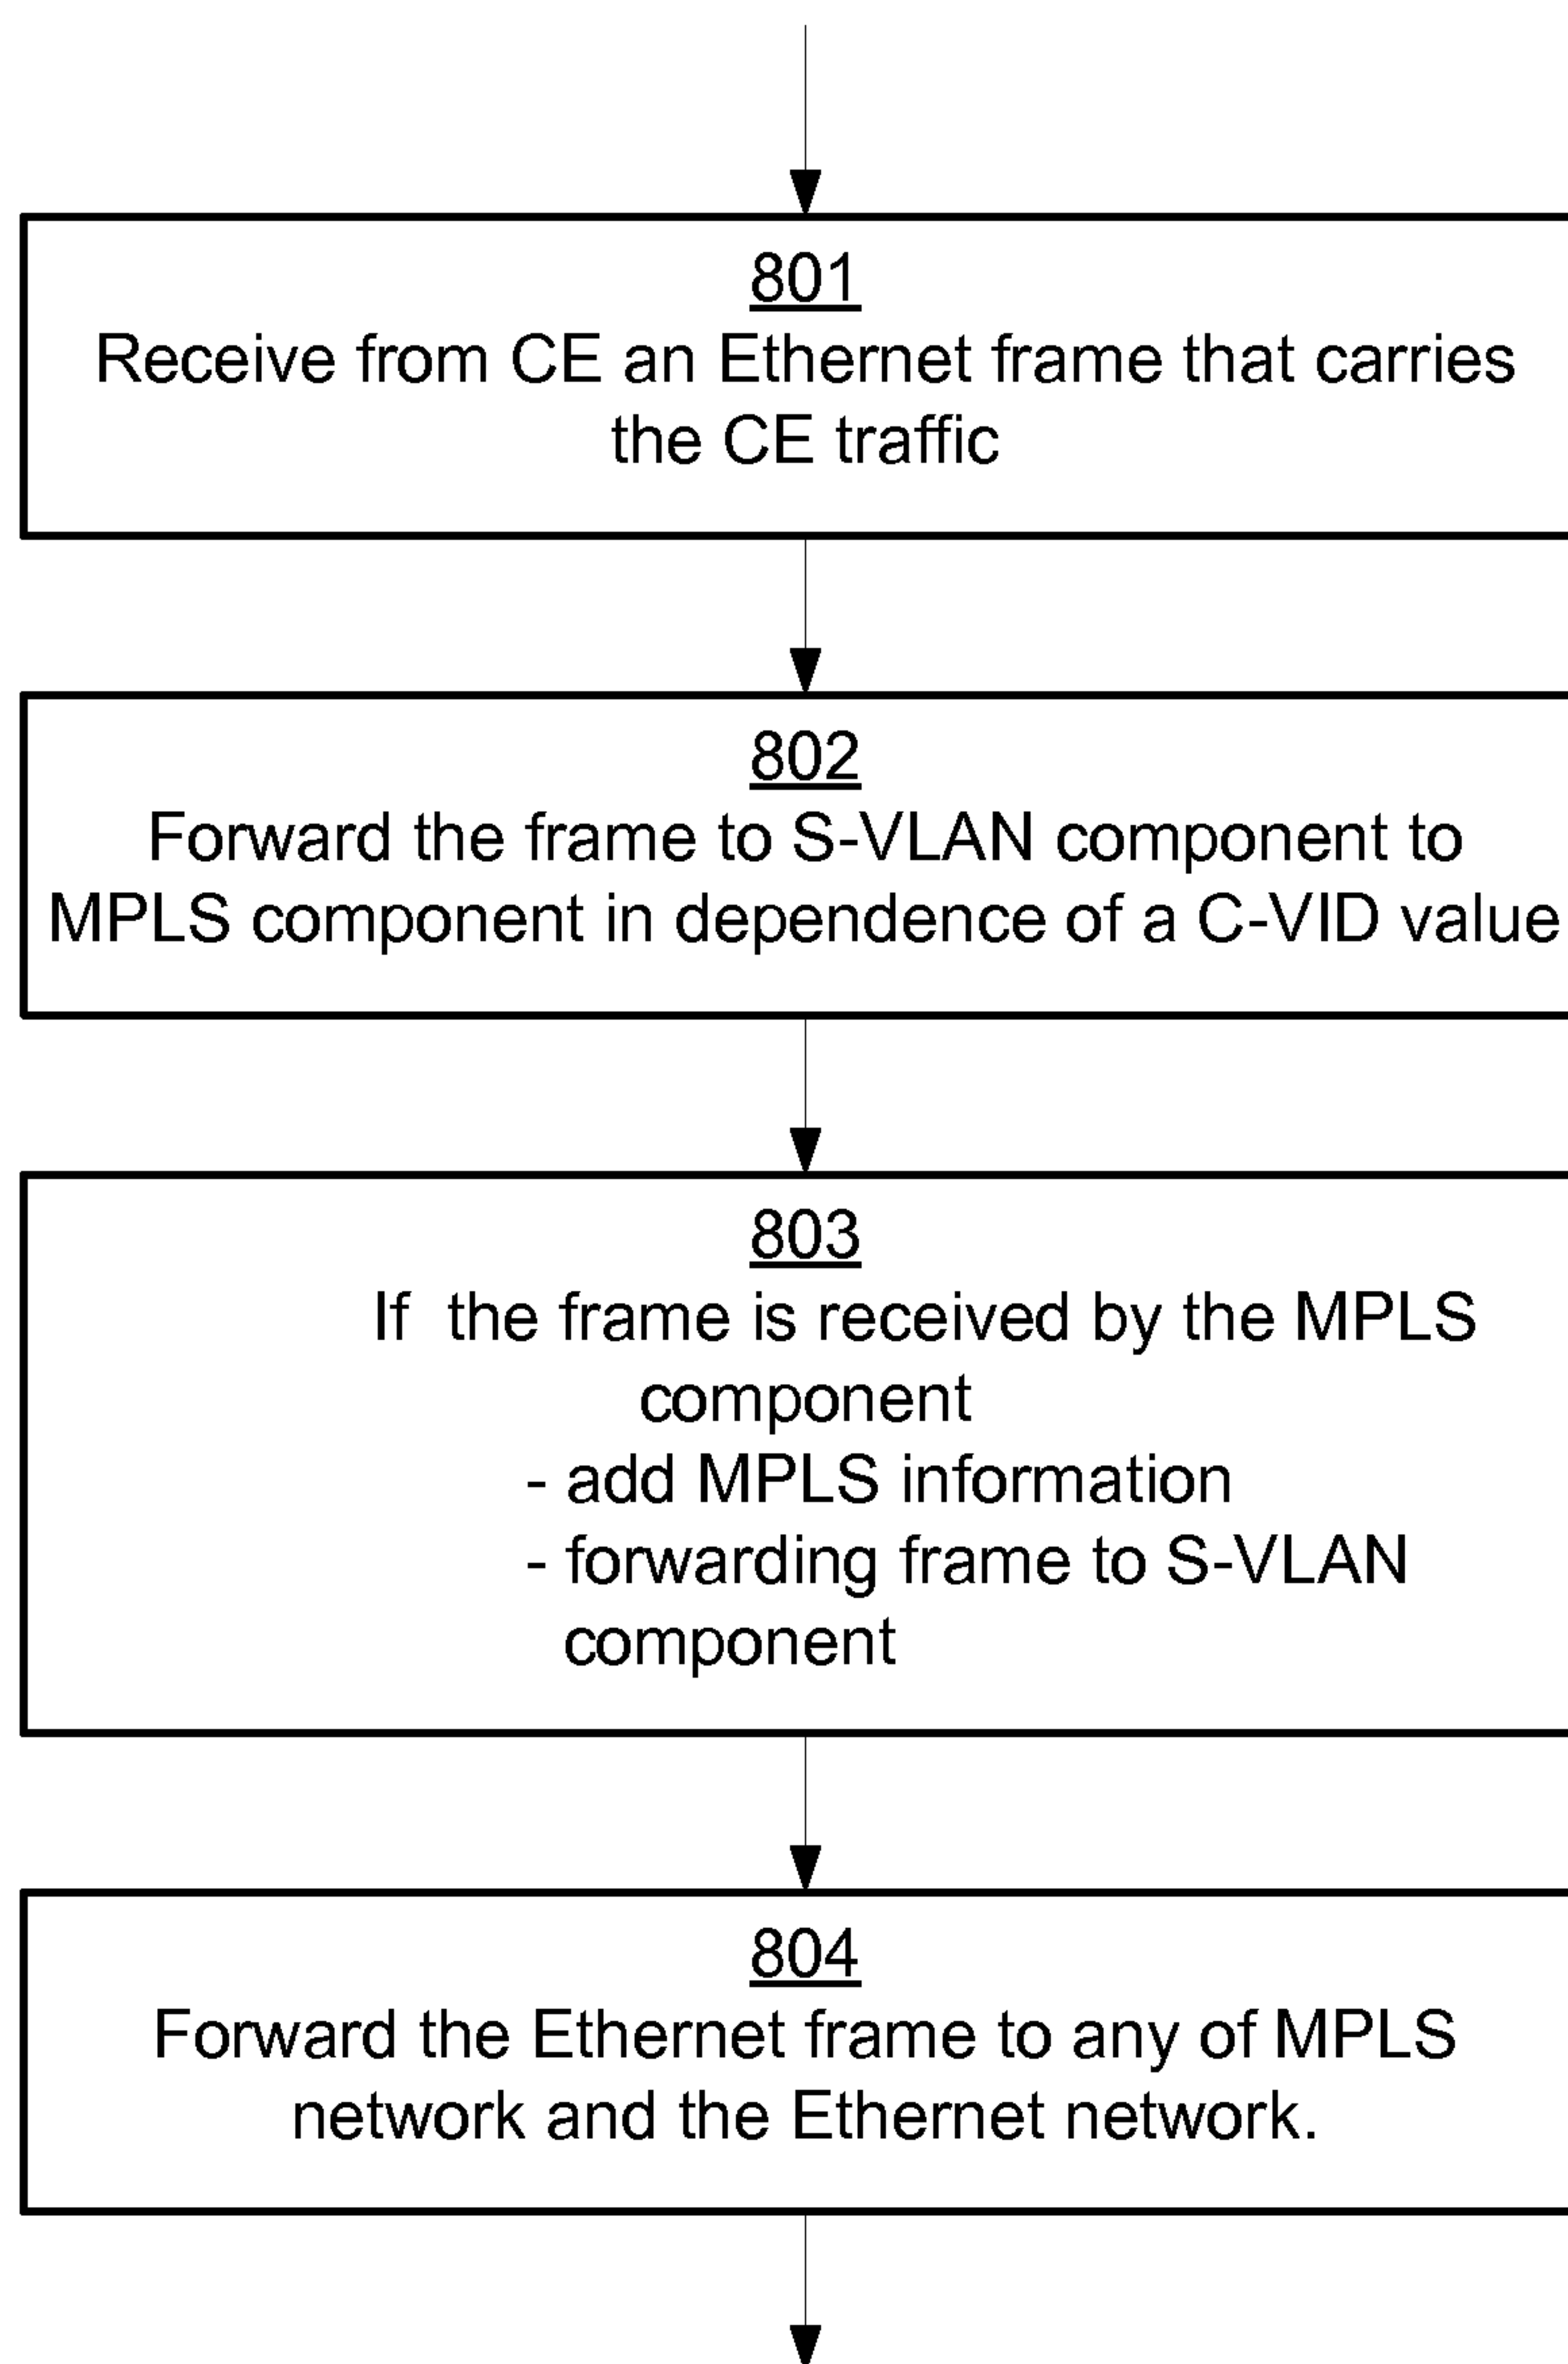 801
Receive from CE an Ethernet frame that carries
the CE traffic
802
Forward the frame to S-VLAN component to
MPLS component in dependence of a C-VID value
803
If the frame is received by the MPLS
component
- add MPLS information
- forwarding frame to S-VLAN
component
804
Forward the Ethernet frame to any of MPLS
network and the Ethernet network.